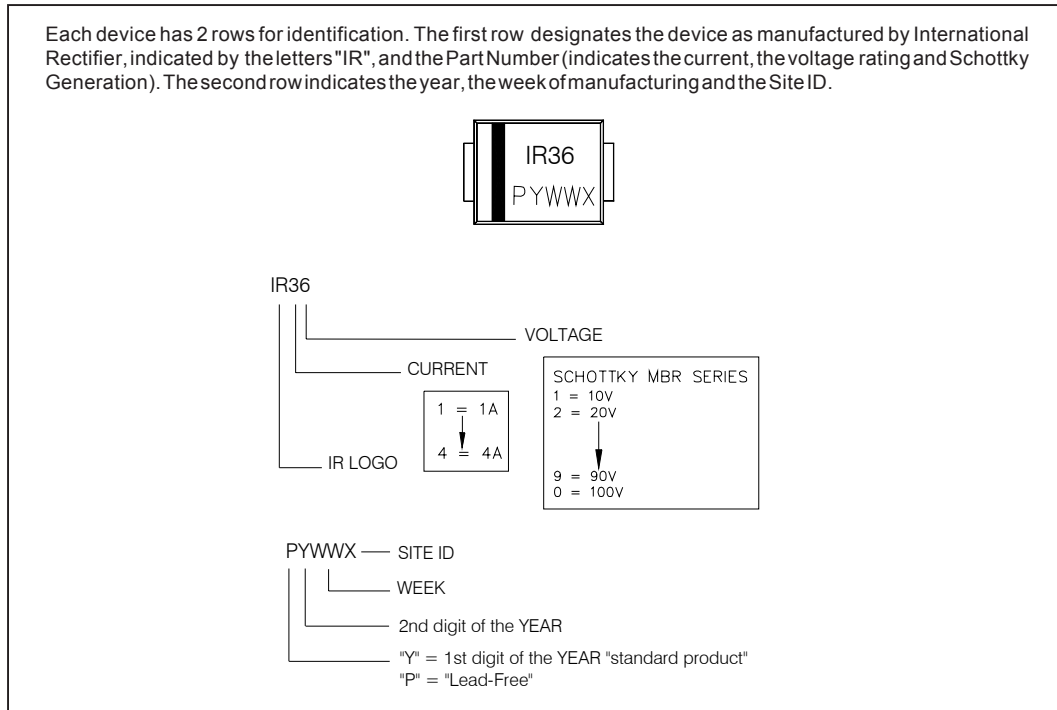 Each device has 2 rows for identification. The first row designates the device as manufactured by International
Rectifier, indicated by the letters "IR", and the Part Number (indicates the current, the voltage rating and Schottky
Generation). The second row indicates the year, the week of manufacturing and the Site ID.
IR36
PYWWX
IR36
VOLTAGE
CURRENT
SCHOTTKY MBR SERIES
1 = 10V
2 = 20V
9 = 90V
0 = 100V
1 = 1A
4 = 4A
IR LOGO
PYWWX
SITE ID
WEEK
2nd digit of the YEAR
"Y" = 1st digit of the YEAR "standard product"
"P" = "Lead-Free"